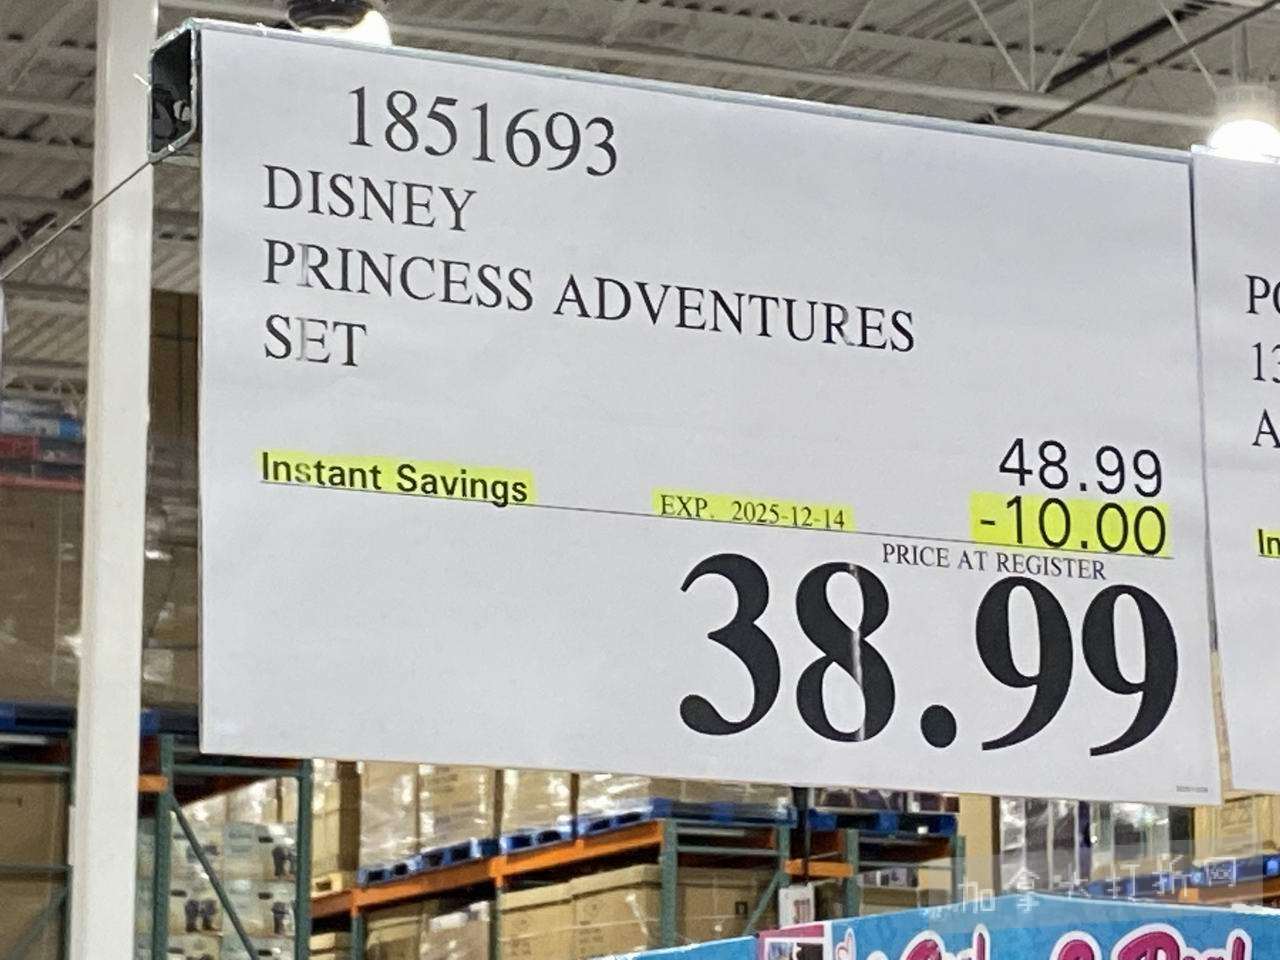 1851693
DISNEY
PRINCESS ADVENTURES
SET
48.99
Instant Savings
EXP. 2025-12-14
-10.00
PRICE AT REGISTER
38.99
加拿大打折网